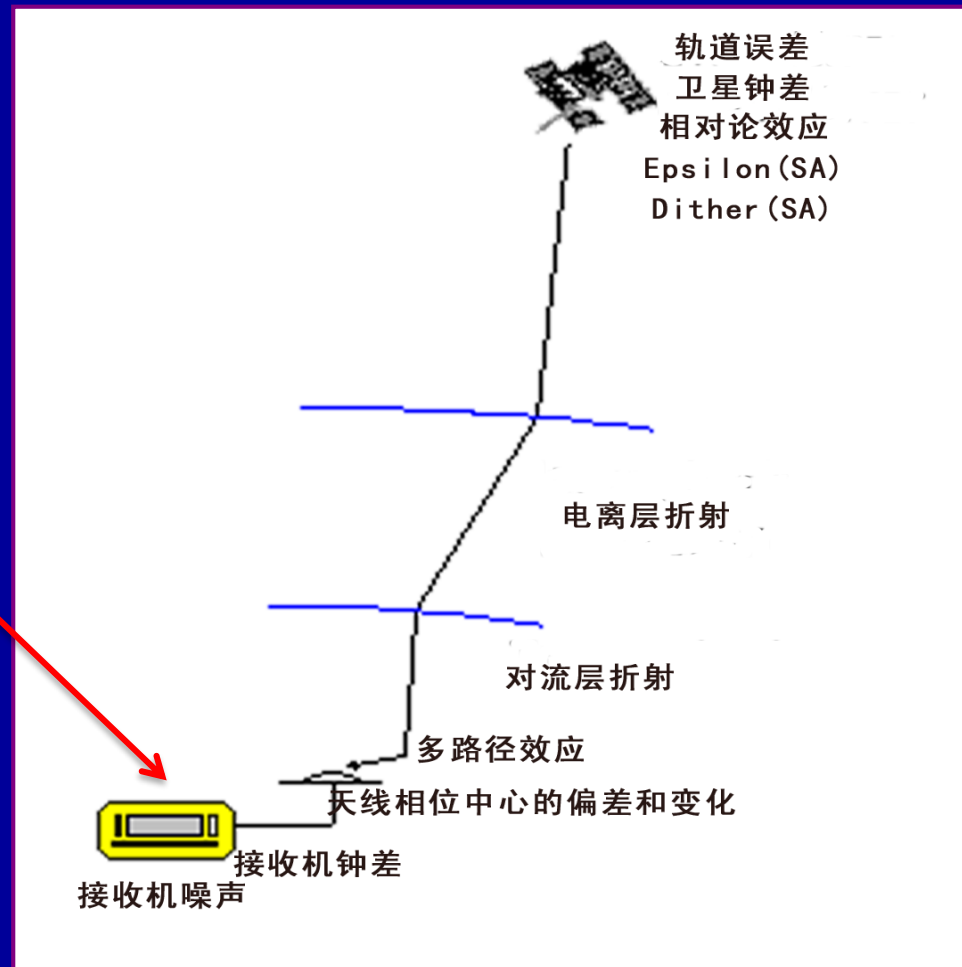 轨道误差
卫星钟差
相对论效应
Epsilon(SA)
Dither(SA)
电离层折射
对流层折射
多路径效应
天线相位中心的偏差和变化
接收机钟差
接收机噪声